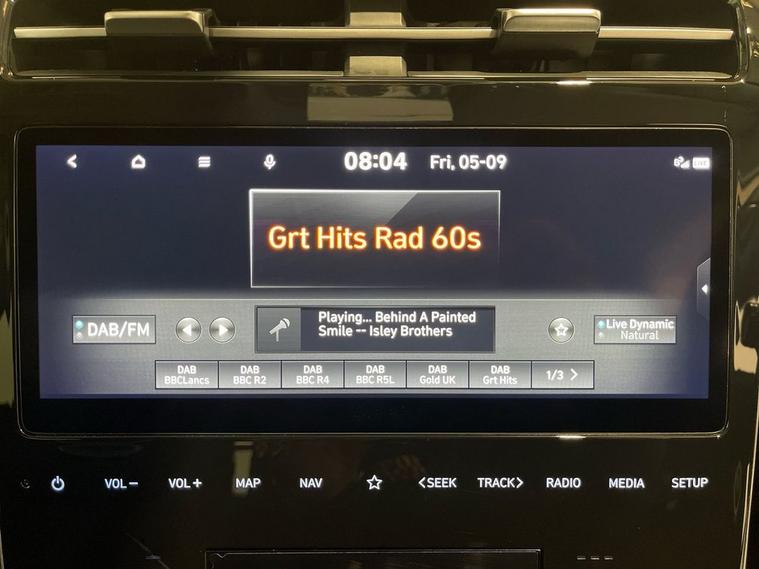 08:04 Fri, 05-09
LIVE
Grt Hits Rad 60s
DAB/FM
Playing... Behind A Painted
Smile -- Isley Brothers
Live Dynamic
Natural
DAB
BBCLancs
DAB
BBC R2
DAB
BBC R4
DAB
BBC R5L
DAB
Gold UK
DAB
Grt Hits
1/3 >
VOL− VOL+ MAP NAV <SEEK TRACK> RADIO MEDIA SETUP